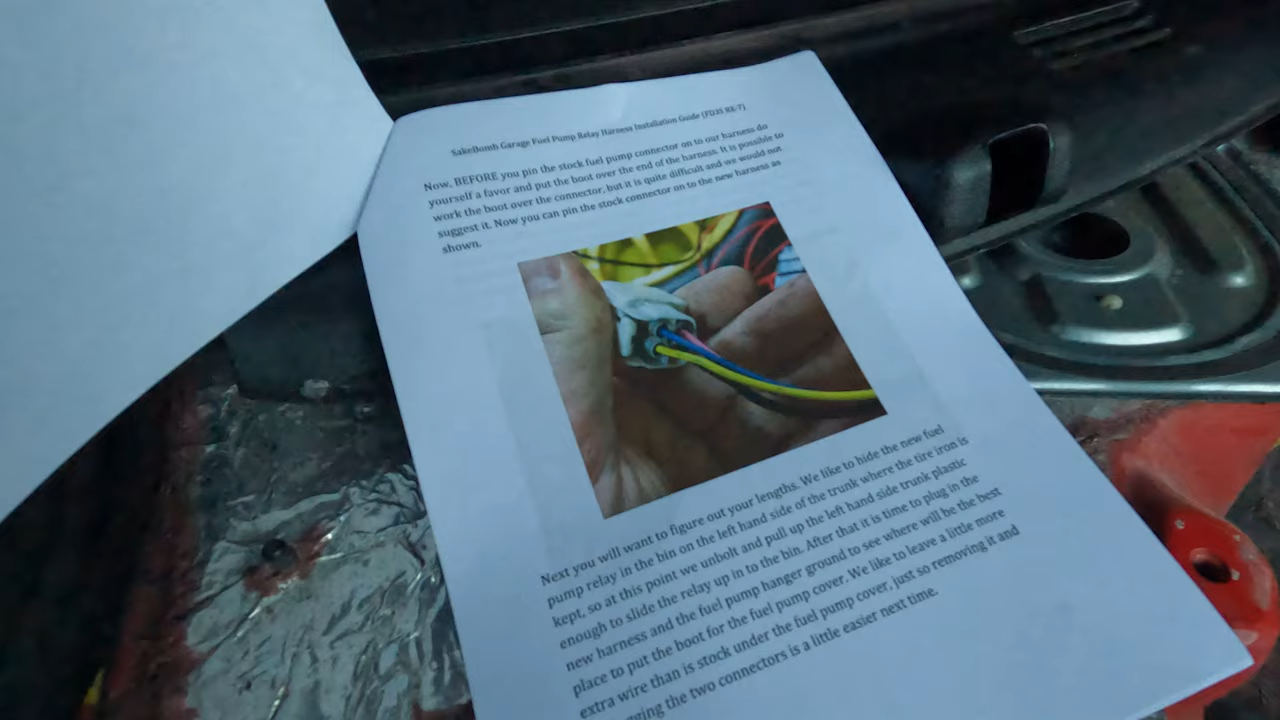 SakeBomb Garage Fuel Pump Relay Harness Installation Guide (FD3S RX-7)
Now, BEFORE you pin the stock fuel pump connector on to our harness do
yourself a favor and put the boot over the end of the harness. It is possible to
work the boot over the connector, but it is quite difficult and we would not
suggest it. Now you can pin the stock connector on to the new harness as
shown.
Next you will want to figure out your lengths. We like to hide the new fuel
pump relay in the bin on the left hand side of the trunk where the tire iron is
kept, so at this point we unbolt and pull up the left hand side trunk plastic
enough to slide the relay up in to the bin. After that it is time to plug in the
new harness and the fuel pump hanger ground to see where will be the best
place to put the boot for the fuel pump cover. We like to leave a little more
extra wire than is stock under the fuel pump cover, just so removing it and
the two connectors is a little easier next time.